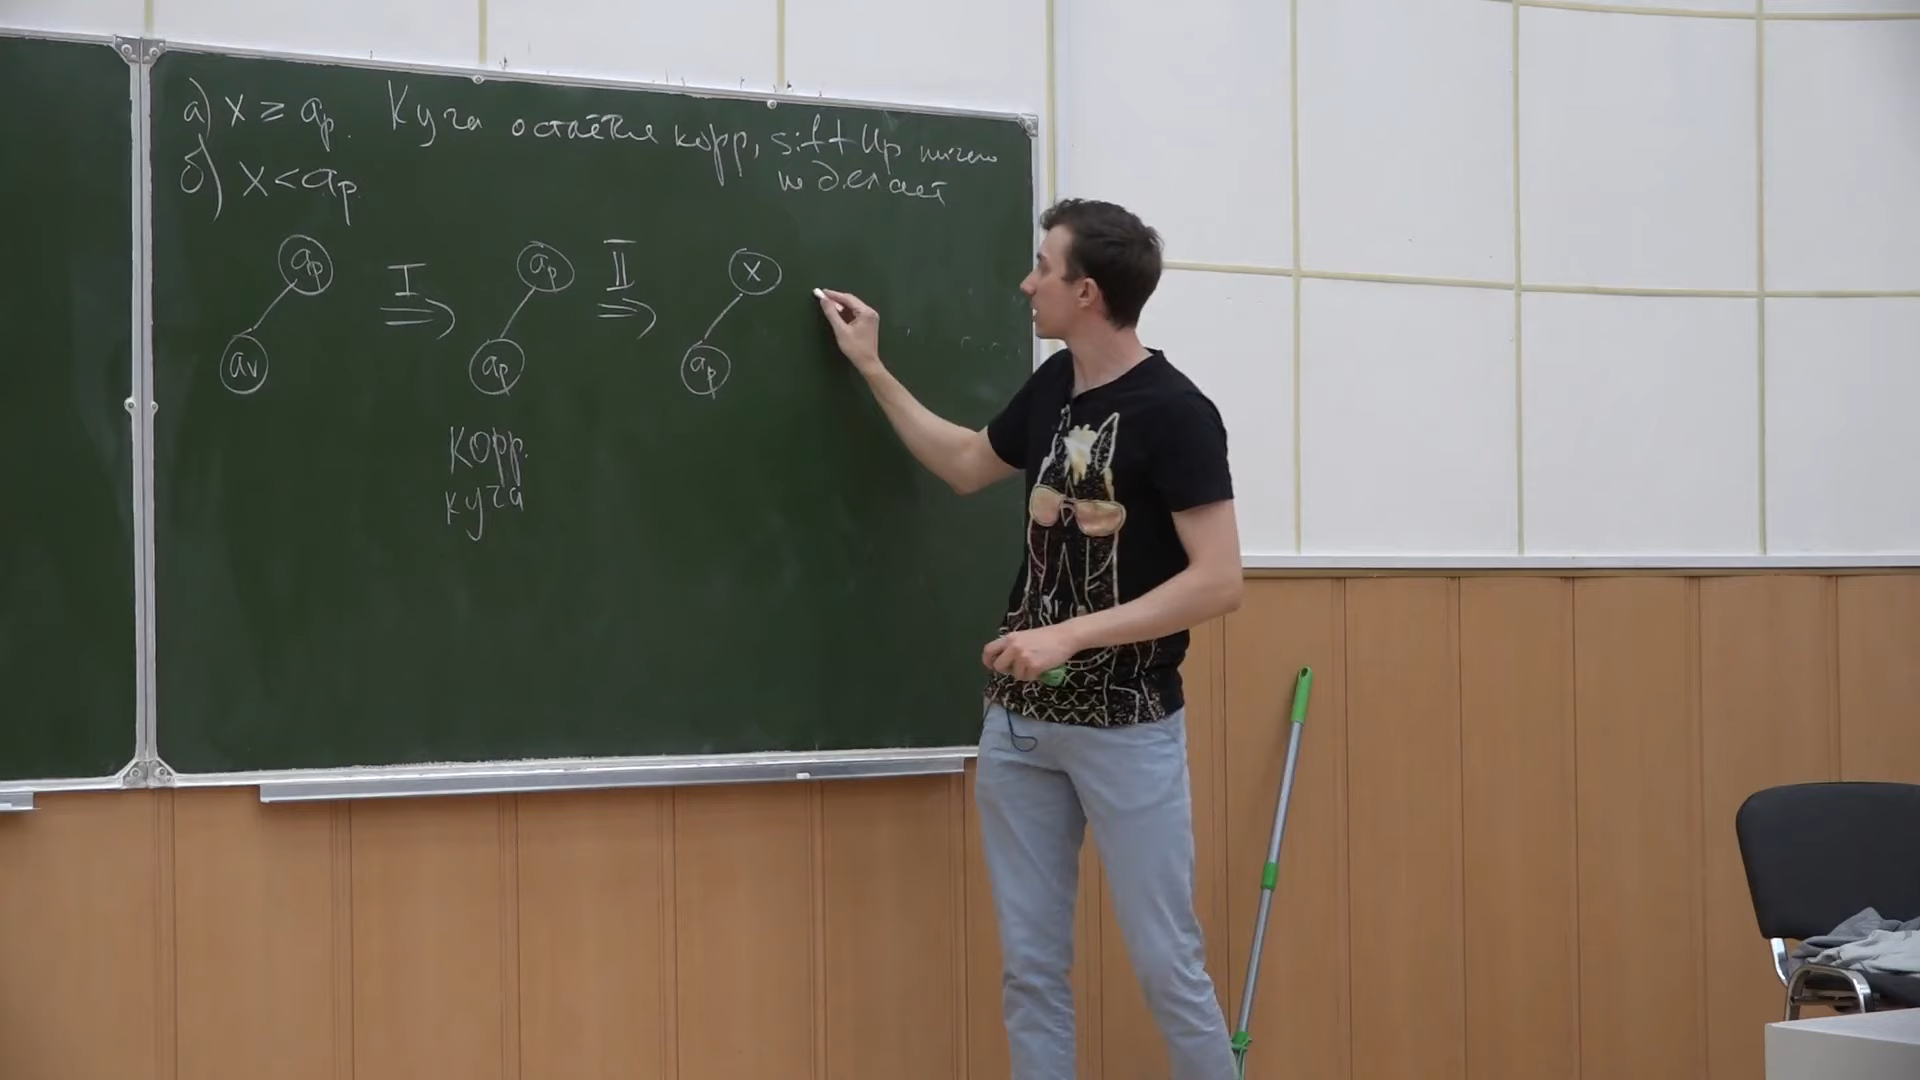 а) x ≥ aₚ. Куча остаётся корр, siftUp ничего
не делает
б) x < aₚ.
aₚ I aₚ II x
⇒ ⇒
aᵥ aₚ aₚ
корр.
куча